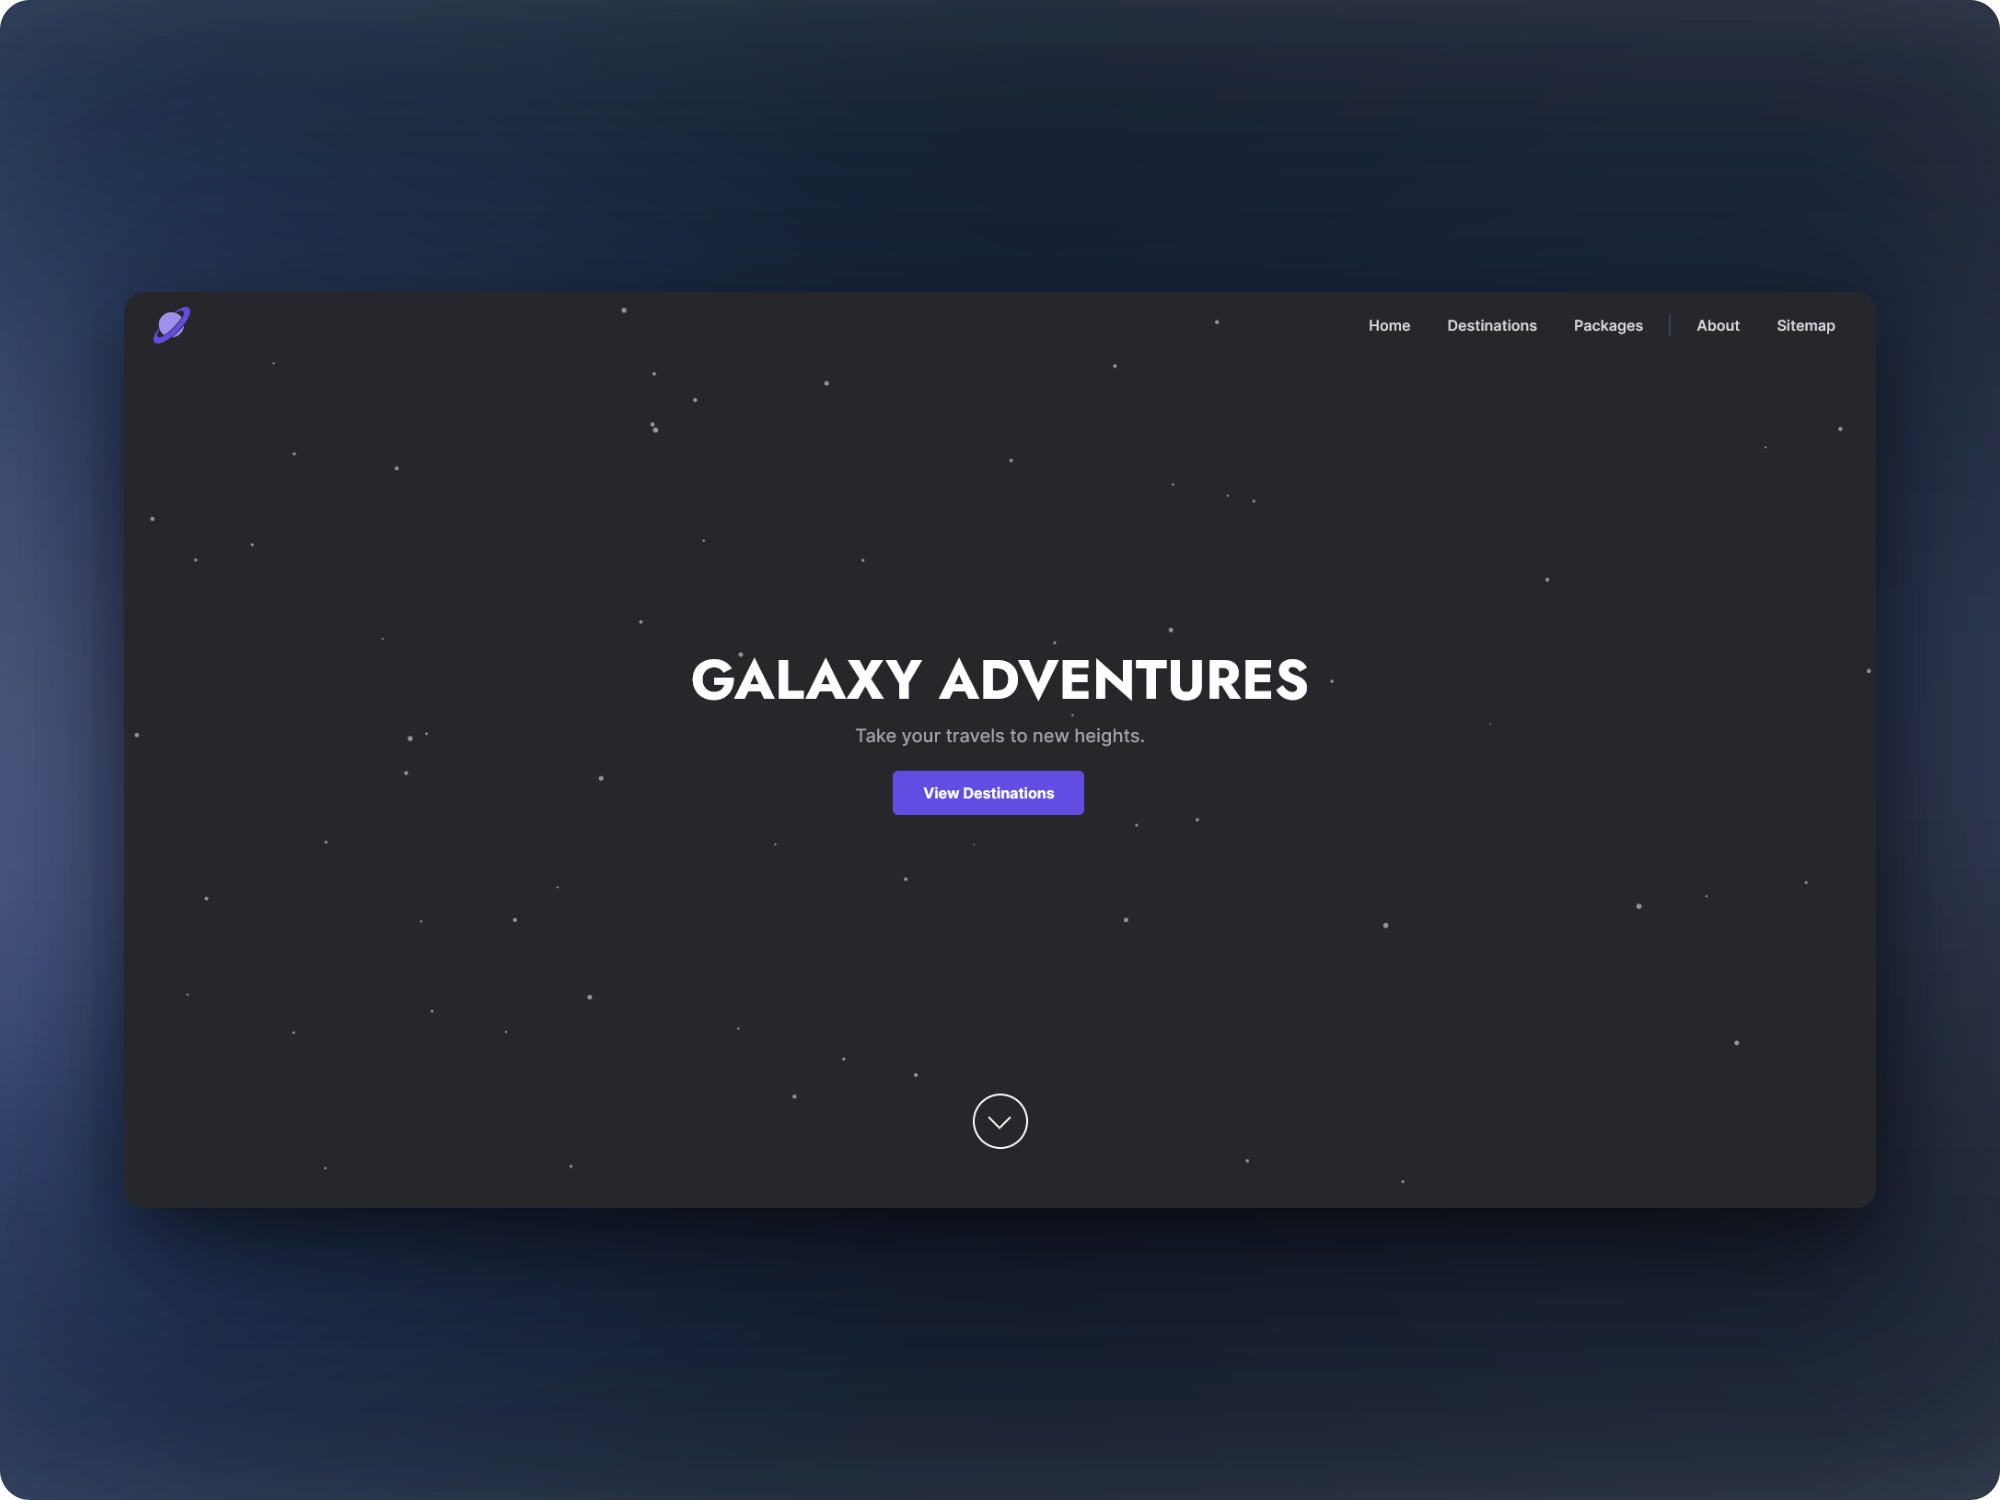 Home Destinations Packages About Sitemap
GALAXY ADVENTURES
Take your travels to new heights.
View Destinations